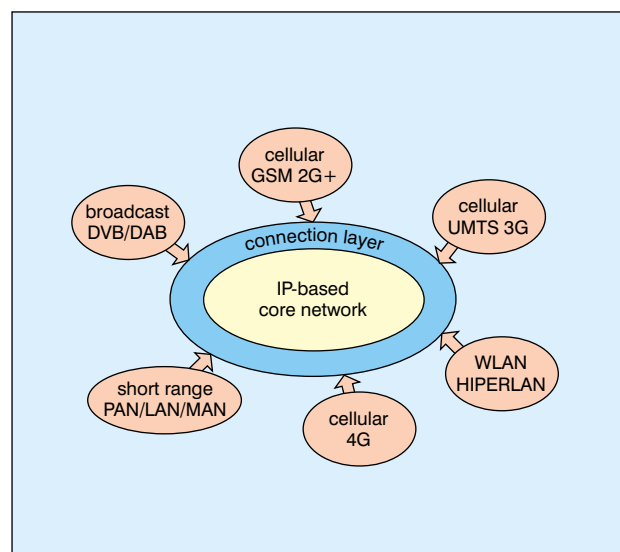 cellular
GSM 2G+
broadcast
DVB/DAB
cellular
UMTS 3G
connection layer
IP-based
core network
WLAN
HIPERLAN
short range
PAN/LAN/MAN
cellular
4G